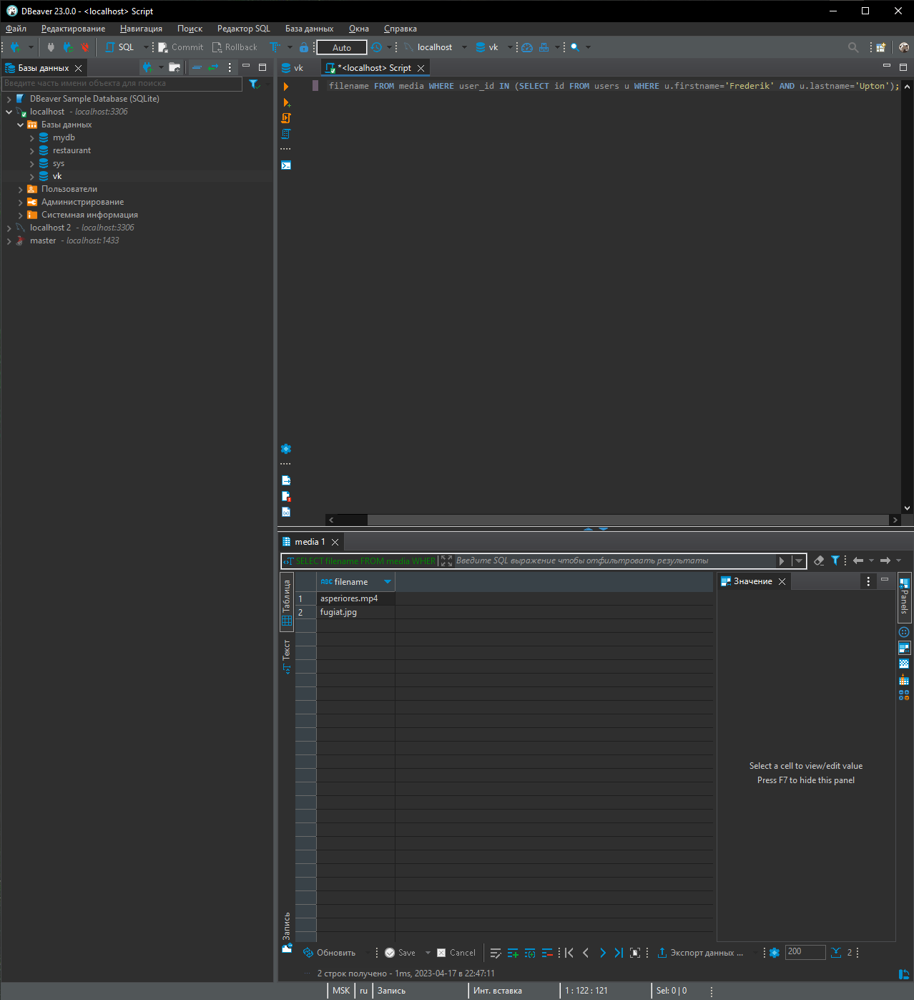 DBeaver 23.0.0 - <localhost> Script
Файл Редактирование Навигация Поиск Редактор SQL База данных Окна Справка
SQL Commit Rollback Auto localhost vk
Базы данных
vk *<localhost> Script
Введите часть имени объекта для поиска
filename FROM media WHERE user_id IN (SELECT id FROM users u WHERE u.firstname='Frederik' AND u.lastname='Upton');
DBeaver Sample Database (SQLite)
localhost - localhost:3306
Базы данных
mydb
restaurant
sys
vk
Пользователи
Администрирование
Системная информация
localhost 2 - localhost:3306
master - localhost:1433
media 1
SELECT filename FROM media WHER Введите SQL выражение чтобы отфильтровать результаты
Таблица
Текст
Запись
ABC filename
1 asperiores.mp4
2 fugiat.jpg
Значение
Panels
Select a cell to view/edit value
Press F7 to hide this panel
Обновить Save Cancel Экспорт данных ... 200 2
2 строк получено - 1ms, 2023-04-17 в 22:47:11
MSK ru Запись Инт. вставка 1 : 122 : 121 Sel: 0 | 0